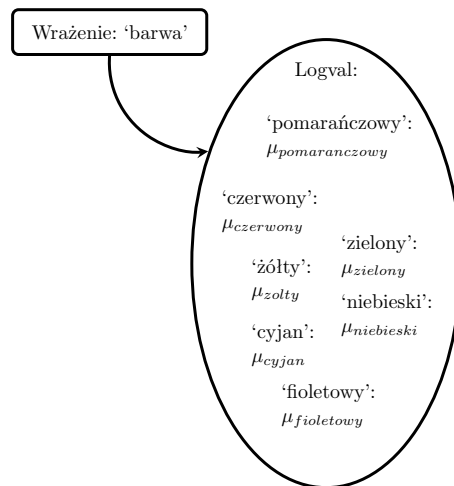 Wrażenie: ‘barwa’
Logval:
‘pomarańczowy’:
μpomaranczowy
‘czerwony’:
μczerwony
‘zielony’:
μzielony
‘żółty’:
μzolty
‘niebieski’:
μniebieski
‘cyjan’:
μcyjan
‘fioletowy’:
μfioletowy